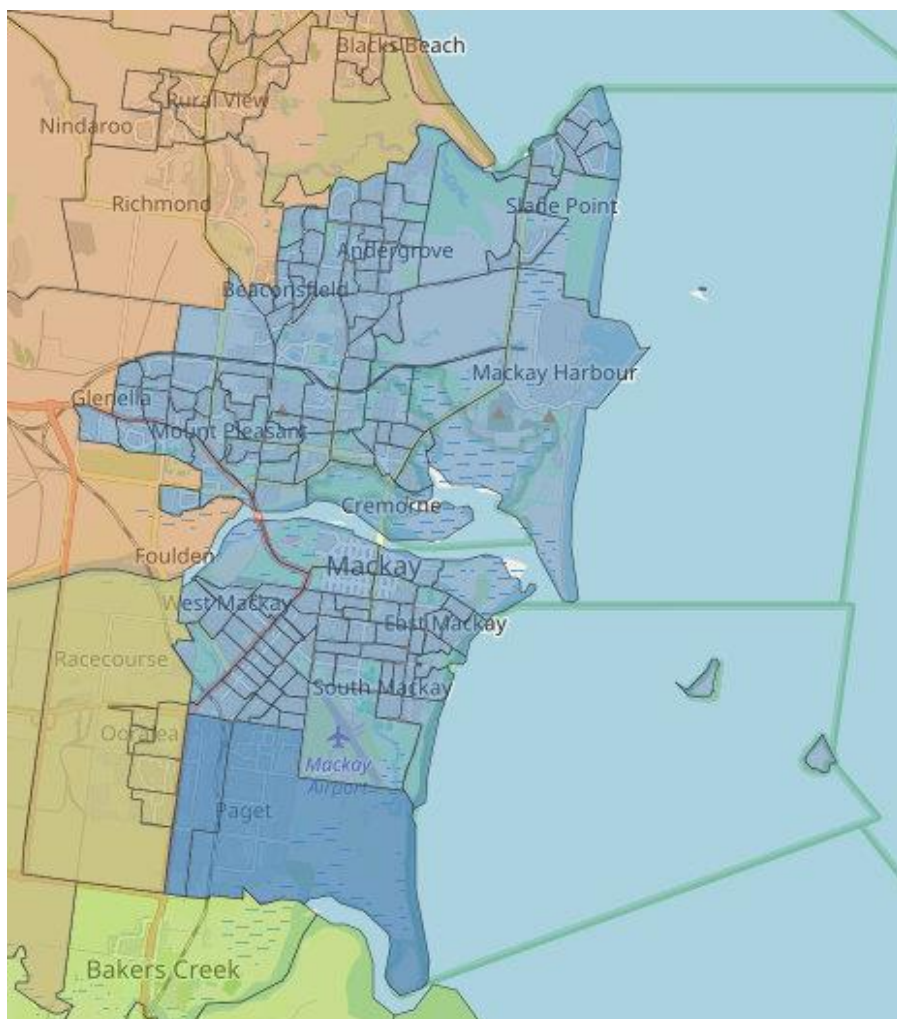 Blacks Beach
Rural View
Nindaroo
Richmond
Slade Point
Andergrove
Beaconsfield
Mackay Harbour
Glenella
Mount Pleasant
Cremorne
Foulden
Mackay
West Mackay
East Mackay
Racecourse
South Mackay
Ooralea
Mackay
Airport
Paget
Bakers Creek